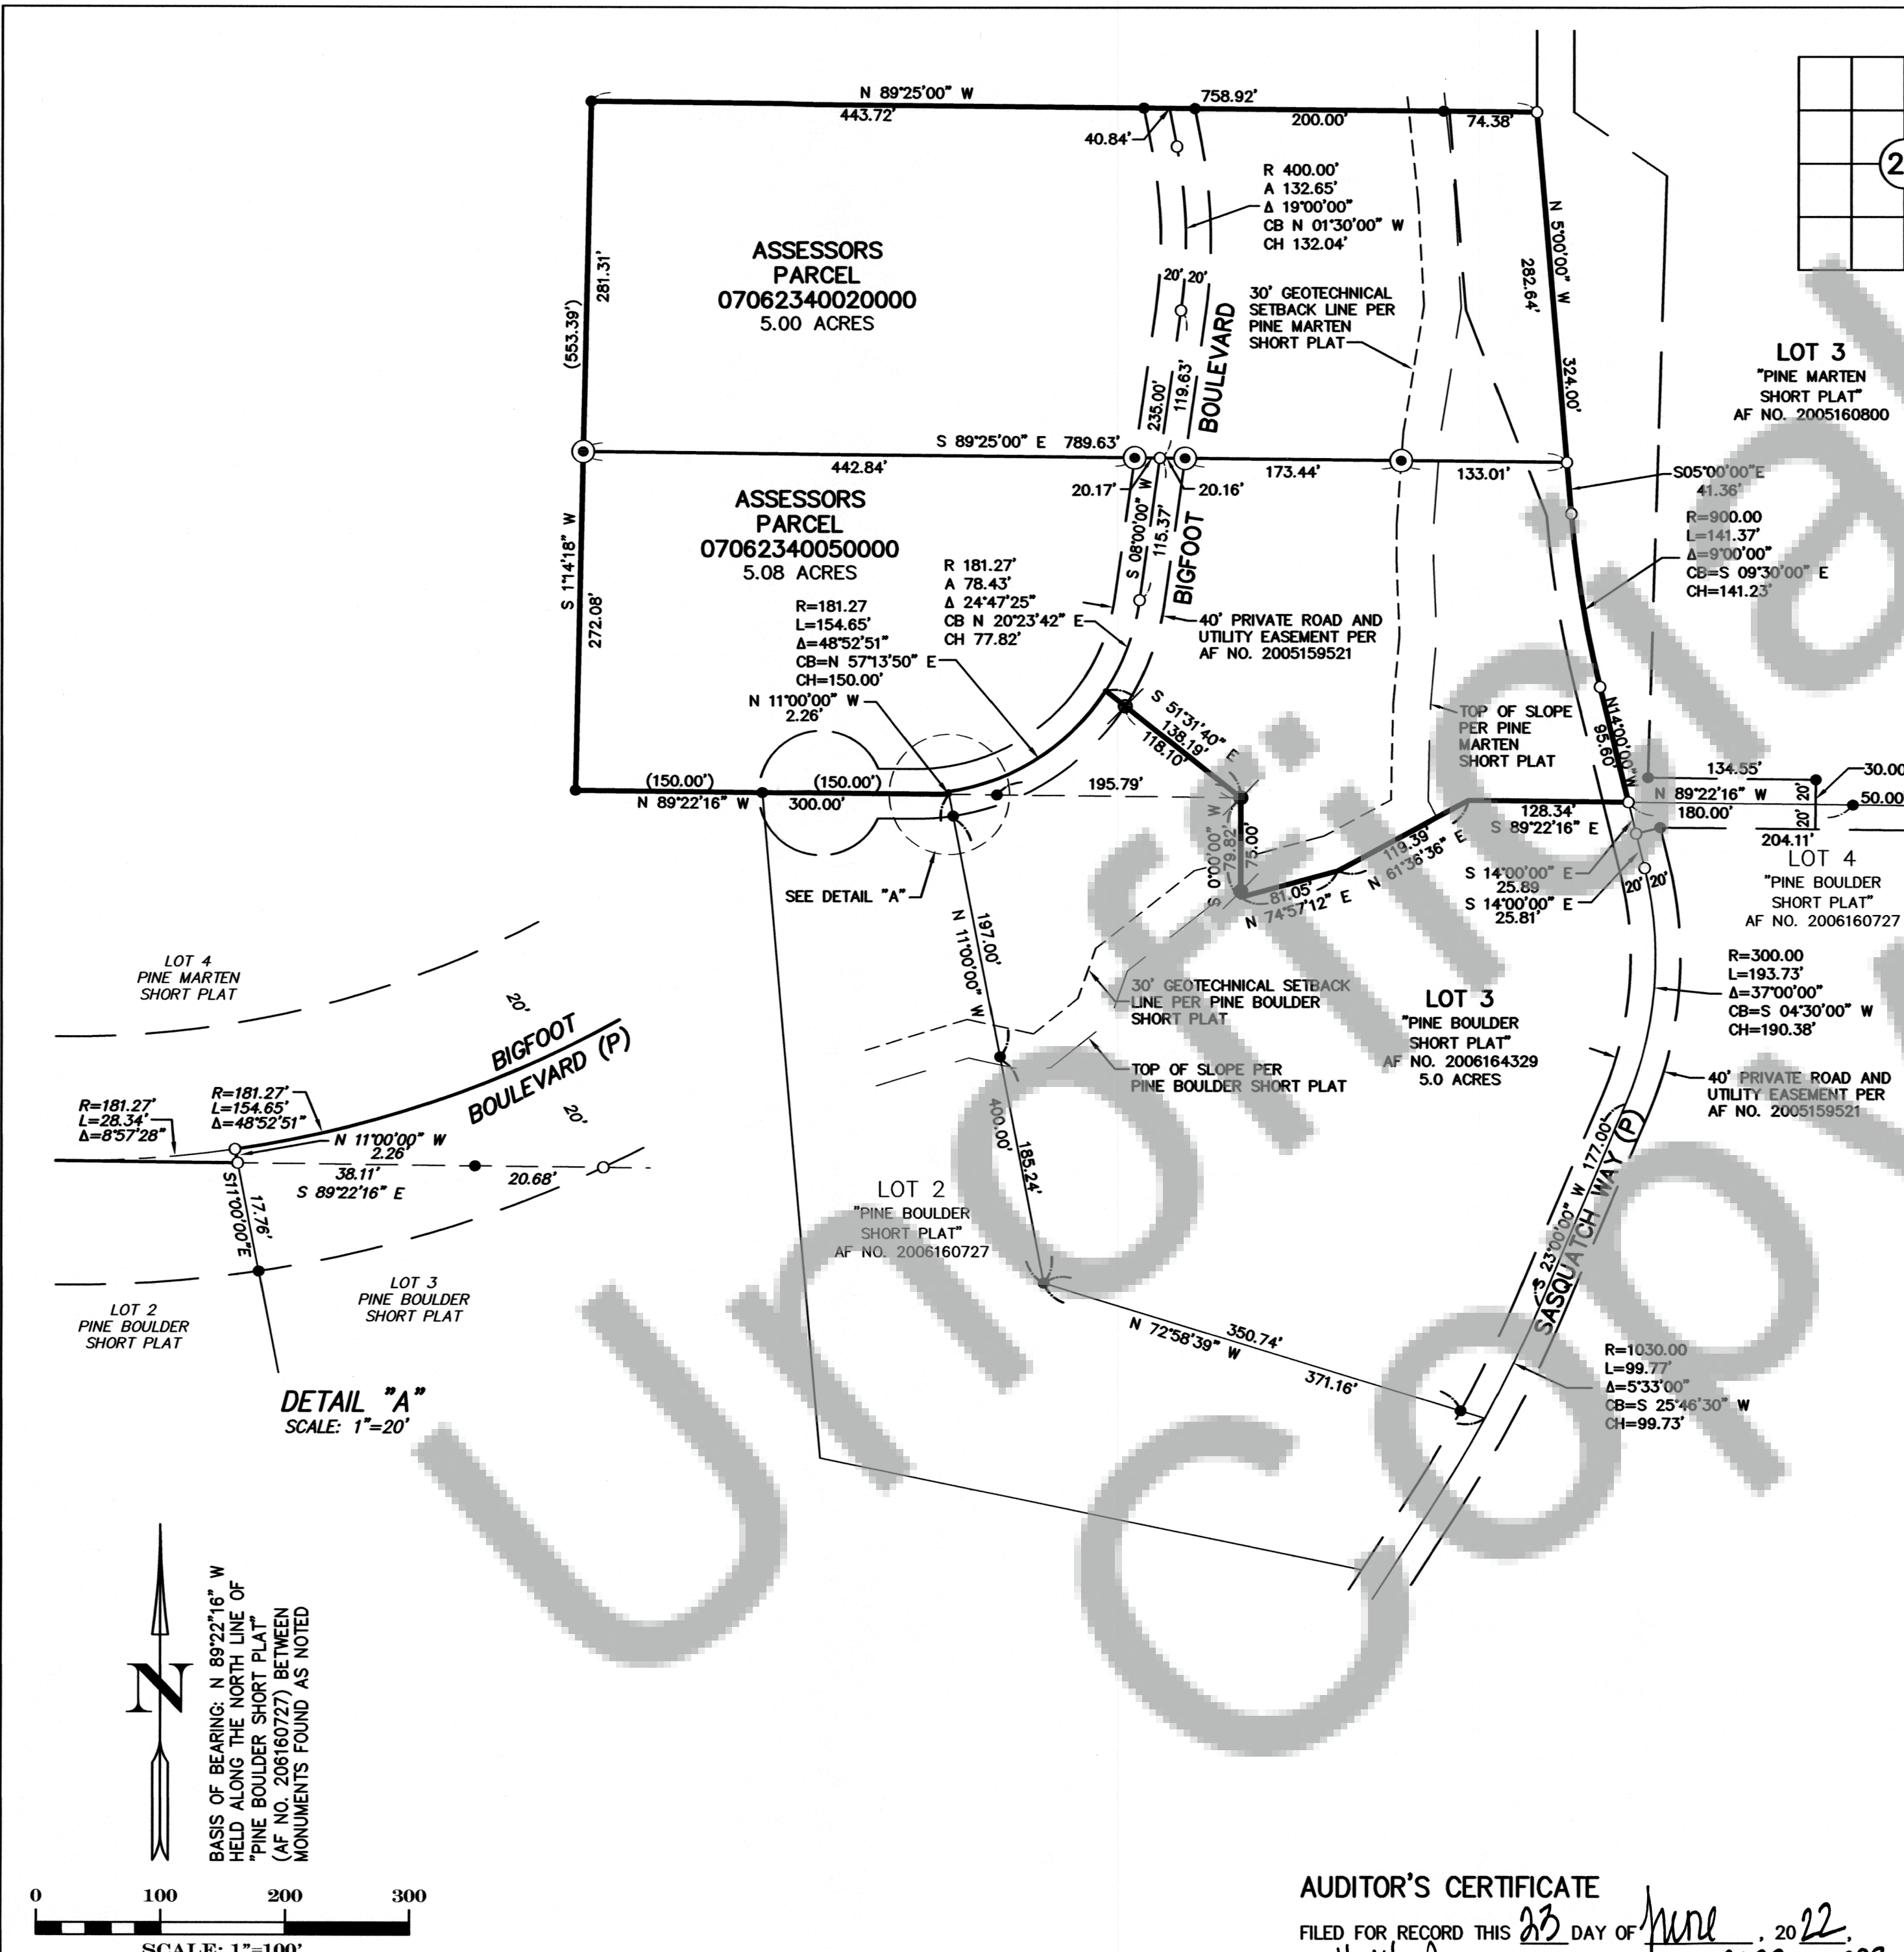 N 89°25'00" W
443.72'
758.92'
200.00'
74.38'
40.84'
R 400.00'
A 132.65'
Δ 19°00'00"
CB N 01°30'00" W
CH 132.04'
2
ASSESSORS
PARCEL
07062340020000
5.00 ACRES
281.31'
(553.39')
20' 20'
30' GEOTECHNICAL
SETBACK LINE PER
PINE MARTEN
SHORT PLAT
N 5°00'00" W
282.64'
324.00'
LOT 3
"PINE MARTEN
SHORT PLAT"
AF NO. 2005160800
235.00'
119.63'
BOULEVARD
S 89°25'00" E 789.63'
442.84'
173.44'
133.01'
20.17'
20.16'
S05°00'00"E
41.36'
R=900.00
L=141.37'
Δ=9°00'00"
CB=S 09°30'00" E
CH=141.23'
ASSESSORS
PARCEL
07062340050000
5.08 ACRES
S 1°14'18" W
272.08'
S 08°00'00" W
115.37'
BIGFOOT
R 181.27'
A 78.43'
Δ 24°47'25"
CB N 20°23'42" E
CH 77.82'
R=181.27
L=154.65'
Δ=48°52'51"
CB=N 57°13'50" E
CH=150.00'
N 11°00'00" W
2.26'
40' PRIVATE ROAD AND
UTILITY EASEMENT PER
AF NO. 2005159521
S 51°31'40" E
138.19'
118.10'
TOP OF SLOPE
PER PINE
MARTEN
SHORT PLAT
N14°00'00"W
95.60'
(150.00')
(150.00')
N 89°22'16" W
300.00'
195.79'
134.55'
30.00
N 89°22'16" W
180.00'
50.00
20' 20'
204.11'
128.34'
S 89°22'16" E
119.39'
N 61°36'36" E
S 0°00'00" W
79.82'
75.00'
81.05'
N 74°57'12" E
S 14°00'00" E
25.89
S 14°00'00" E
25.81'
20' 20'
LOT 4
"PINE BOULDER
SHORT PLAT"
AF NO. 2006160727
SEE DETAIL "A"
197.00'
N 11°00'00" W
R=300.00
L=193.73'
Δ=37°00'00"
CB=S 04°30'00" W
CH=190.38'
30' GEOTECHNICAL SETBACK
LINE PER PINE BOULDER
SHORT PLAT
LOT 3
"PINE BOULDER
SHORT PLAT"
AF NO. 2006164329
5.0 ACRES
TOP OF SLOPE PER
PINE BOULDER SHORT PLAT
40' PRIVATE ROAD AND
UTILITY EASEMENT PER
AF NO. 2005159521
400.00'
185.24'
LOT 2
"PINE BOULDER
SHORT PLAT"
AF NO. 2006160727
S 23°00'00" W 177.00'
SASQUATCH WAY (P)
N 72°58'39" W
350.74'
371.16'
R=1030.00
L=99.77'
Δ=5°33'00"
CB=S 25°46'30" W
CH=99.73'
LOT 4
PINE MARTEN
SHORT PLAT
20'
BIGFOOT
BOULEVARD (P)
20'
R=181.27'
L=28.34'
Δ=8°57'28"
R=181.27'
L=154.65'
Δ=48°52'51"
N 11°00'00" W
2.26'
38.11'
S 89°22'16" E
20.68'
S11°00'00"E
17.76'
LOT 2
PINE BOULDER
SHORT PLAT
LOT 3
PINE BOULDER
SHORT PLAT
DETAIL "A"
SCALE: 1"=20'
Unofficial
Copy
N
BASIS OF BEARING: N 89°22"16" W
HELD ALONG THE NORTH LINE OF
"PINE BOULDER SHORT PLAT"
(AF NO. 206160727) BETWEEN
MONUMENTS FOUND AS NOTED
0 100 200 300
SCALE: 1"=100'
AUDITOR'S CERTIFICATE
FILED FOR RECORD THIS 23 DAY OF June, 2022,